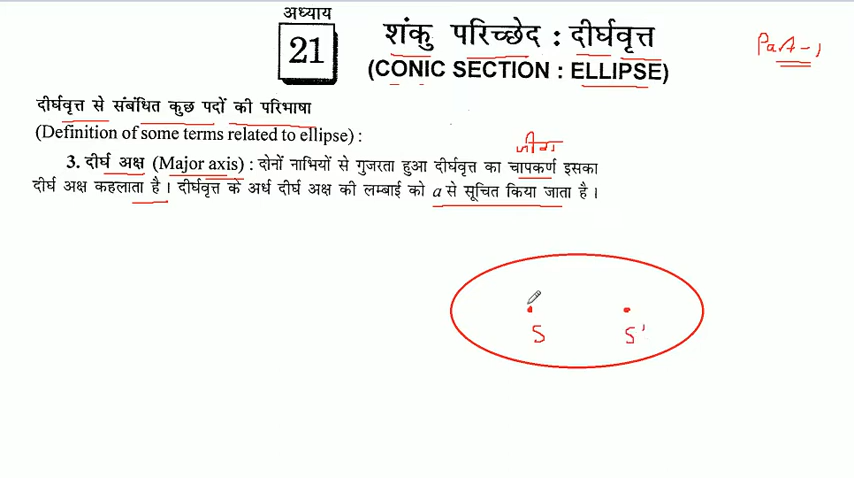 अध्याय
21
शंकु परिच्छेद : दीर्घवृत्त
(CONIC SECTION : ELLIPSE)
Part-1
दीर्घवृत्त से संबंधित कुछ पदों की परिभाषा
(Definition of some terms related to ellipse) :
जीवा
3. दीर्घ अक्ष (Major axis) : दोनों नाभियों से गुजरता हुआ दीर्घवृत्त का चापकर्ण इसका
दीर्घ अक्ष कहलाता है। दीर्घवृत्त के अर्ध दीर्घ अक्ष की लम्बाई को a से सूचित किया जाता है।
S S'